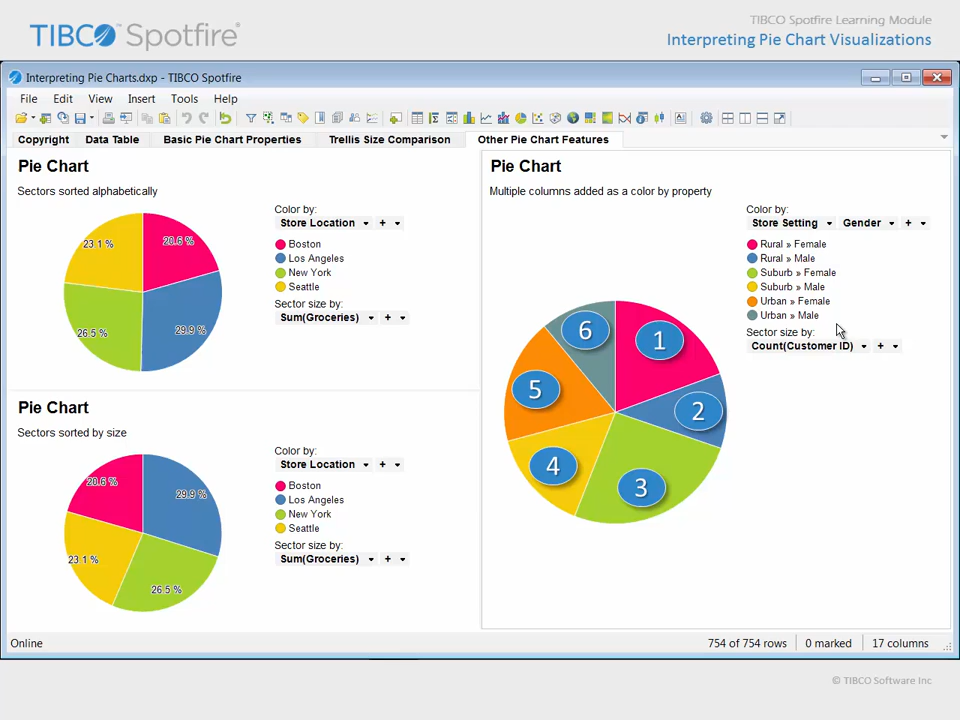 TIBCO Spotfire®
TIBCO Spotfire Learning Module
Interpreting Pie Chart Visualizations
Interpreting Pie Charts.dxp - TIBCO Spotfire
File Edit View Insert Tools Help
Copyright Data Table Basic Pie Chart Properties Trellis Size Comparison Other Pie Chart Features
Pie Chart
Sectors sorted alphabetically
23.1 %
20.6 %
26.5 %
29.9 %
Color by:
Store Location +
Boston
Los Angeles
New York
Seattle
Sector size by:
Sum(Groceries) +
Pie Chart
Sectors sorted by size
20.6 %
29.9 %
23.1 %
26.5 %
Color by:
Store Location +
Boston
Los Angeles
New York
Seattle
Sector size by:
Sum(Groceries) +
Pie Chart
Multiple columns added as a color by property
1
2
3
4
5
6
Color by:
Store Setting Gender +
Rural » Female
Rural » Male
Suburb » Female
Suburb » Male
Urban » Female
Urban » Male
Sector size by:
Count(Customer ID) +
Online
754 of 754 rows 0 marked 17 columns
© TIBCO Software Inc